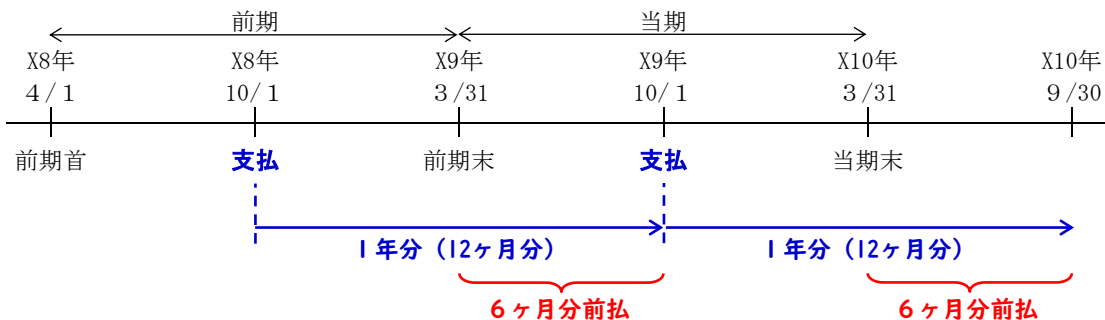 前期 当期
X8年 X8年 X9年 X9年 X10年 X10年
4/1 10/1 3/31 10/1 3/31 9/30
前期首 支払 前期末 支払 当期末
1年分（12ヶ月分） 1年分（12ヶ月分）
6ヶ月分前払 6ヶ月分前払